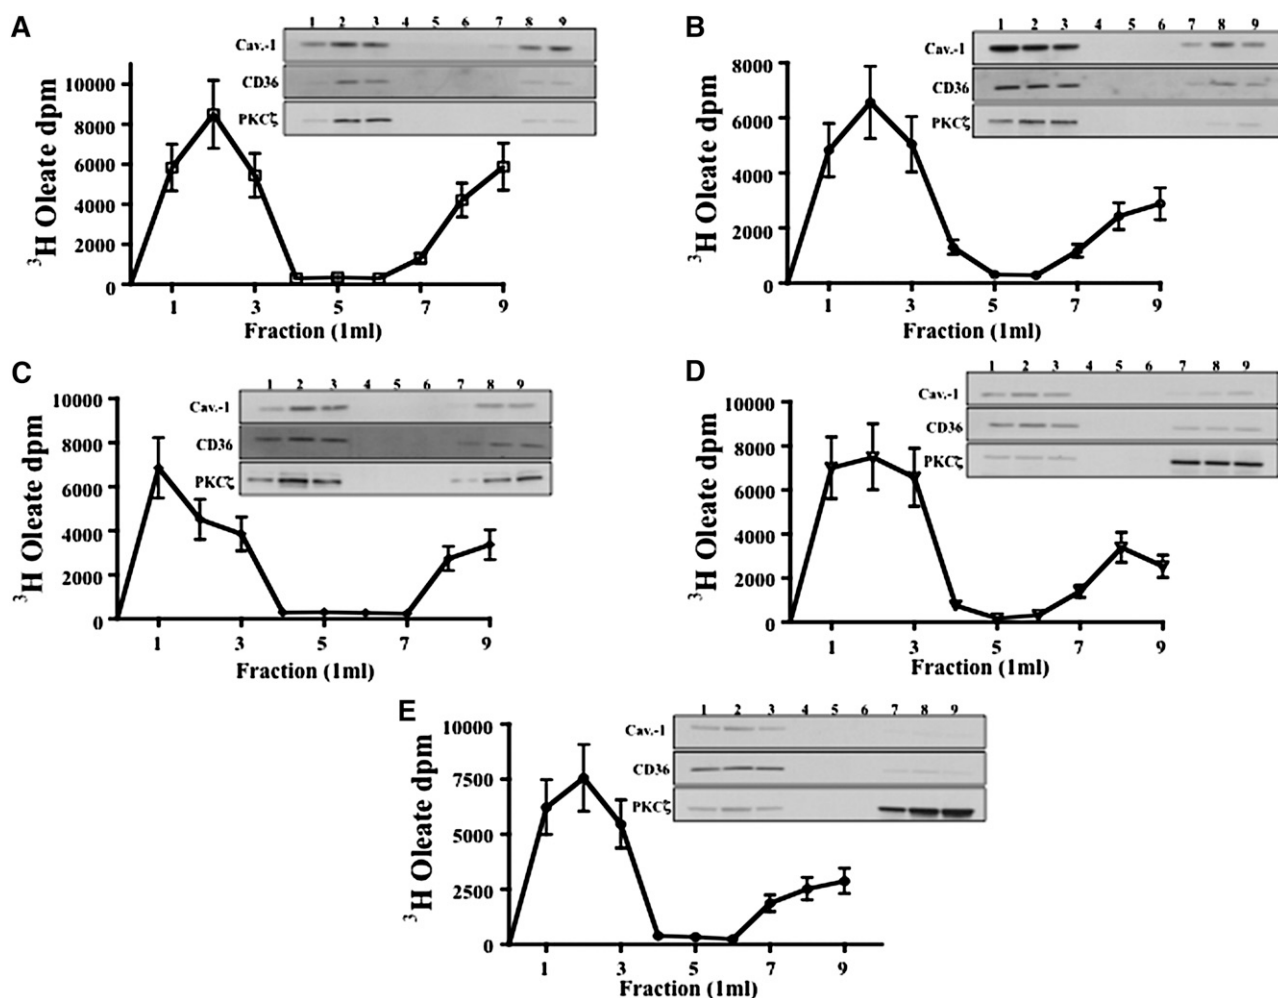 A
1 2 3 4 5 6 7 8 9
Cav.-1
CD36
PKCζ
³H Oleate dpm
10000
8000
6000
4000
2000
0
1 3 5 7 9
Fraction (1ml)
B
1 2 3 4 5 6 7 8 9
Cav-1
CD36
PKCζ
³H Oleate dpm
8000
6000
4000
2000
0
1 3 5 7 9
Fraction (1ml)
C
1 2 3 4 5 6 7 8 9
Cav.-1
CD36
PKCζ
³H Oleate dpm
10000
8000
6000
4000
2000
0
1 3 5 7 9
Fraction (1ml)
D
1 2 3 4 5 6 7 8 9
Cav.-1
CD36
PKCζ
³H Oleate dpm
10000
8000
6000
4000
2000
0
1 3 5 7 9
Fraction (1ml)
E
1 2 3 4 5 6 7 8 9
Cav.-1
CD36
PKCζ
³H Oleate dpm
10000
7500
5000
2500
0
1 3 5 7 9
Fraction (1ml)